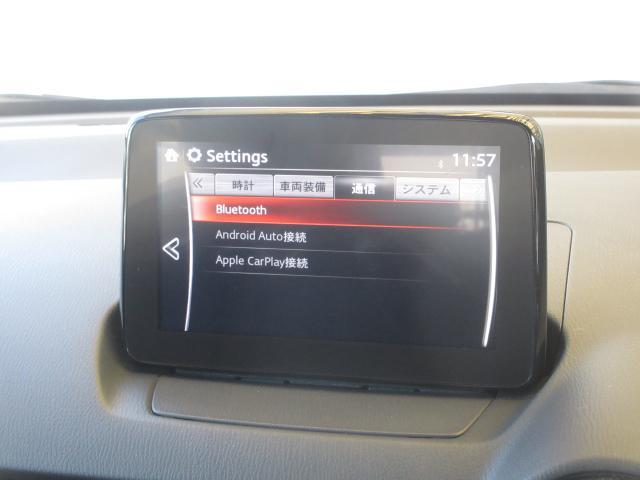 Settings
11:57
時計 車両装備 通信 システム
Bluetooth
Android Auto接続
Apple CarPlay接続